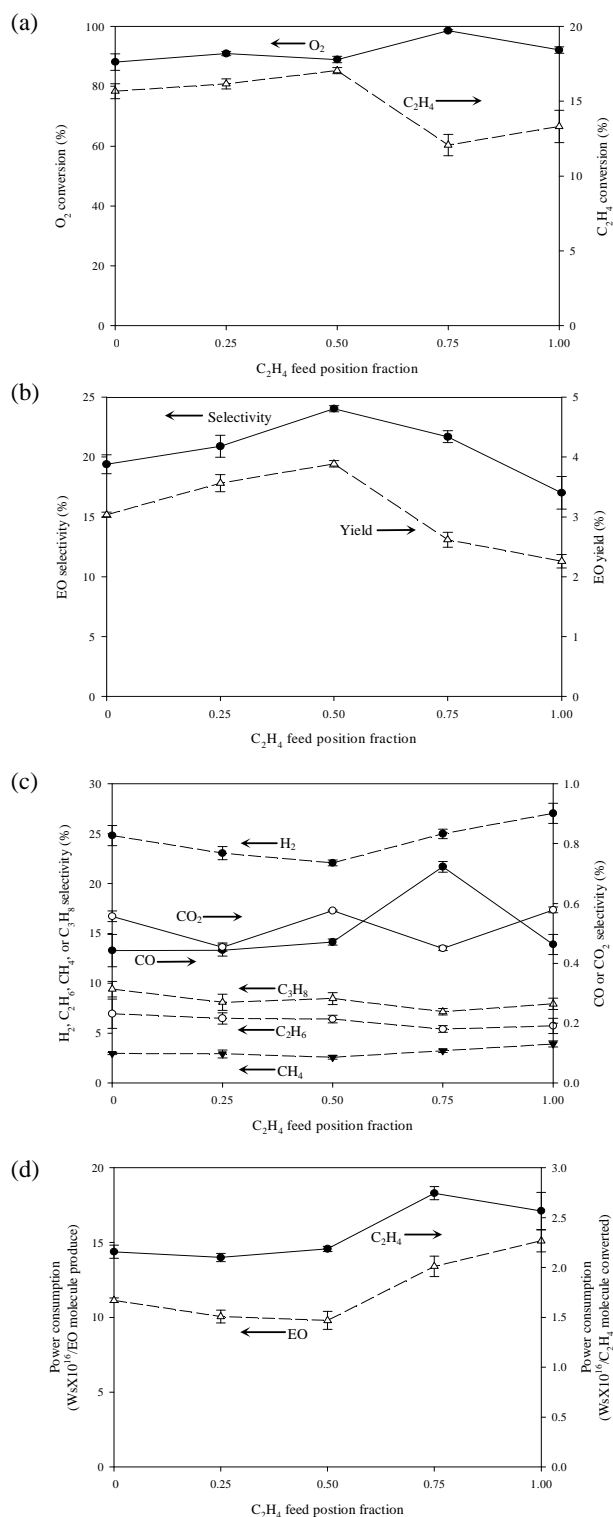 (a)
100
80
60
40
20
0
O2 conversion (%)
O2
C2H4
20
15
10
5
0
C2H4 conversion (%)
0
0.25
0.50
0.75
1.00
C2H4 feed position fraction
(b)
25
20
15
10
5
0
EO selectivity (%)
Selectivity
Yield
5
4
3
2
1
0
EO yield (%)
0
0.25
0.50
0.75
1.00
C2H4 feed position fraction
(c)
30
25
20
15
10
5
0
H2, C2H6, CH4, or C3H8 selectivity (%)
H2
CO2
CO
C3H8
C2H6
CH4
1.0
0.8
0.6
0.4
0.2
0.0
CO or CO2 selectivity (%)
0
0.25
0.50
0.75
1.00
C2H4 feed position fraction
(d)
20
15
10
5
0
Power consumption
(WsX10^16/EO molecule produce)
C2H4
EO
3.0
2.5
2.0
1.5
1.0
0.5
0.0
Power consumption
(WsX10^16/C2H4 molecule converted)
0
0.25
0.50
0.75
1.00
C2H4 feed postion fraction